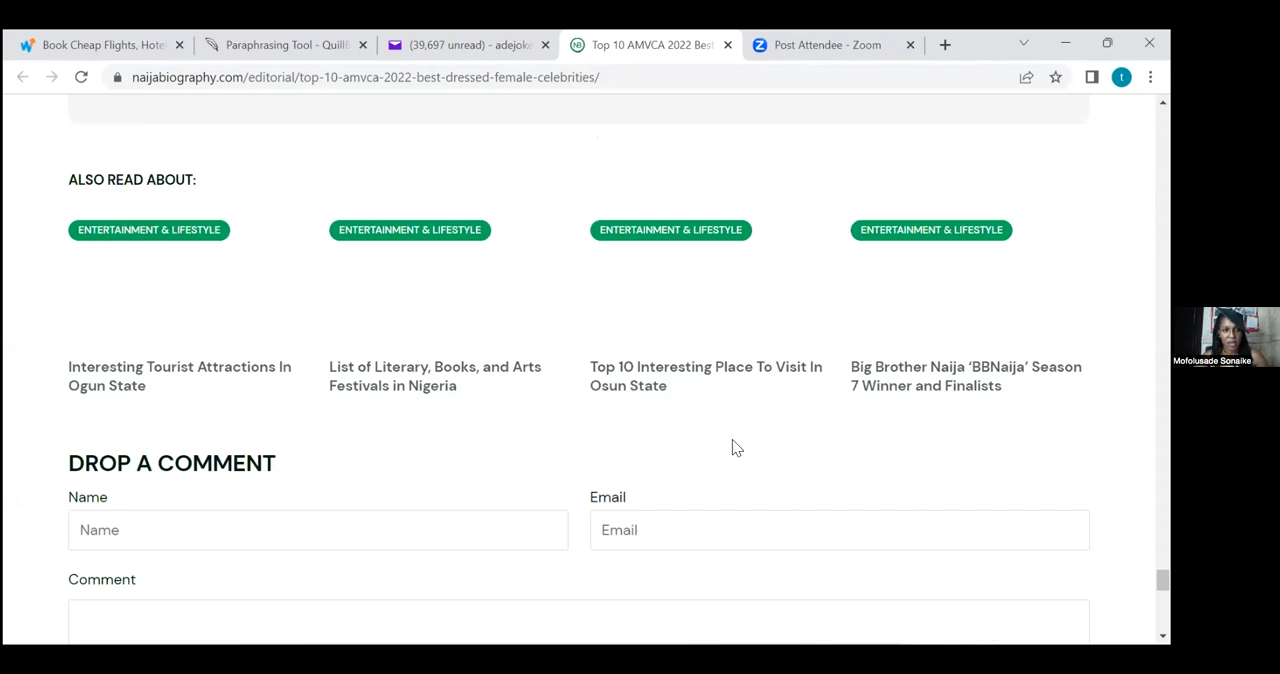 Book Cheap Flights, Hote
Paraphrasing Tool - Quill
(39,697 unread) - adejok
Top 10 AMVCA 2022 Bes
Post Attendee - Zoom
naijabiography.com/editorial/top-10-amvca-2022-best-dressed-female-celebrities/
t
ALSO READ ABOUT:
ENTERTAINMENT & LIFESTYLE
ENTERTAINMENT & LIFESTYLE
ENTERTAINMENT & LIFESTYLE
ENTERTAINMENT & LIFESTYLE
Interesting Tourist Attractions In
Ogun State
List of Literary, Books, and Arts
Festivals in Nigeria
Top 10 Interesting Place To Visit In
Osun State
Big Brother Naija ‘BBNaija’ Season
7 Winner and Finalists
DROP A COMMENT
Name
Email
Name
Email
Comment
Mofolusade Sonaike